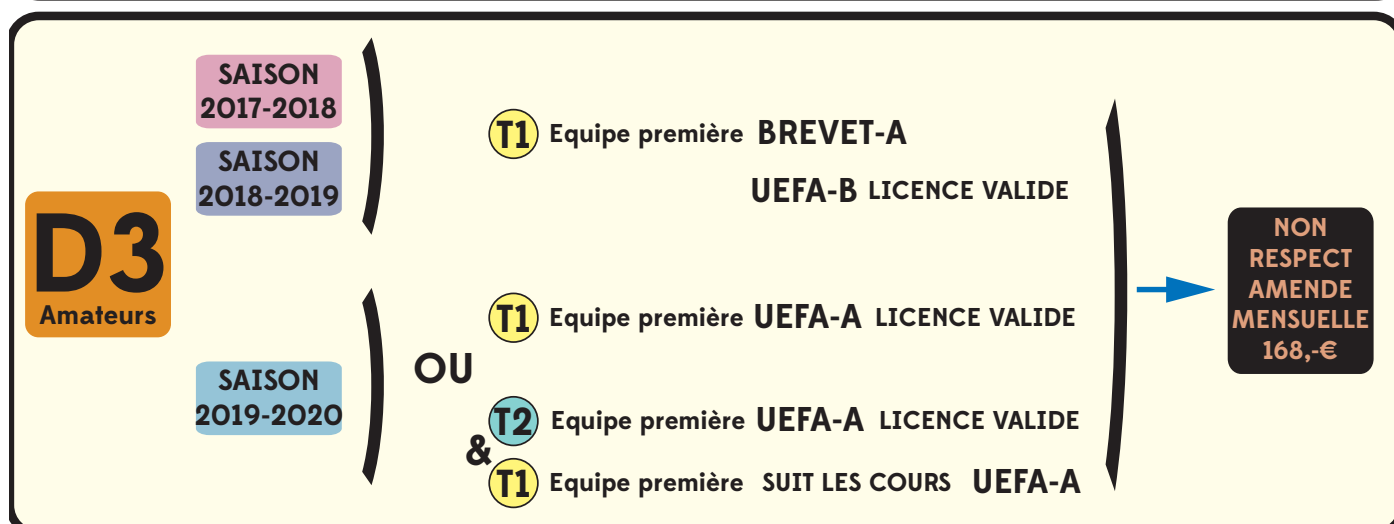 D3
Amateurs
SAISON
2017-2018
SAISON
2018-2019
T1 Equipe première BREVET-A
UEFA-B LICENCE VALIDE
SAISON
2019-2020
T1 Equipe première UEFA-A LICENCE VALIDE
OU
T2 Equipe première UEFA-A LICENCE VALIDE
&
T1 Equipe première SUIT LES COURS UEFA-A
NON
RESPECT
AMENDE
MENSUELLE
168,-€